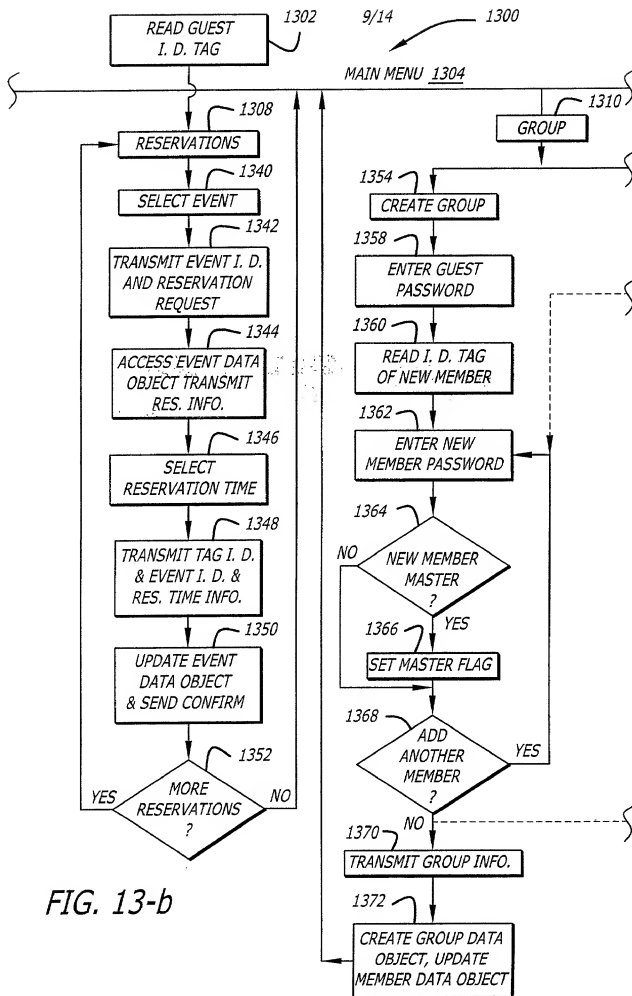 READ GUEST
I. D. TAG
1302
9/14
1300
MAIN MENU 1304
1308
RESERVATIONS
1340
SELECT EVENT
1342
TRANSMIT EVENT I. D.
AND RESERVATION
REQUEST
1344
ACCESS EVENT DATA
OBJECT TRANSMIT
RES. INFO.
1346
SELECT
RESERVATION TIME
1348
TRANSMIT TAG I. D.
& EVENT I. D. &
RES. TIME INFO.
1350
UPDATE EVENT
DATA OBJECT
& SEND CONFIRM
1352
YES
MORE
RESERVATIONS
?
NO
1310
GROUP
1354
CREATE GROUP
1358
ENTER GUEST
PASSWORD
1360
READ I. D. TAG
OF NEW MEMBER
1362
ENTER NEW
MEMBER PASSWORD
1364
NO
NEW MEMBER
MASTER
?
YES
1366
SET MASTER FLAG
1368
ADD
ANOTHER
MEMBER
?
YES
NO
1370
TRANSMIT GROUP INFO.
1372
CREATE GROUP DATA
OBJECT, UPDATE
MEMBER DATA OBJECT
FIG. 13-b